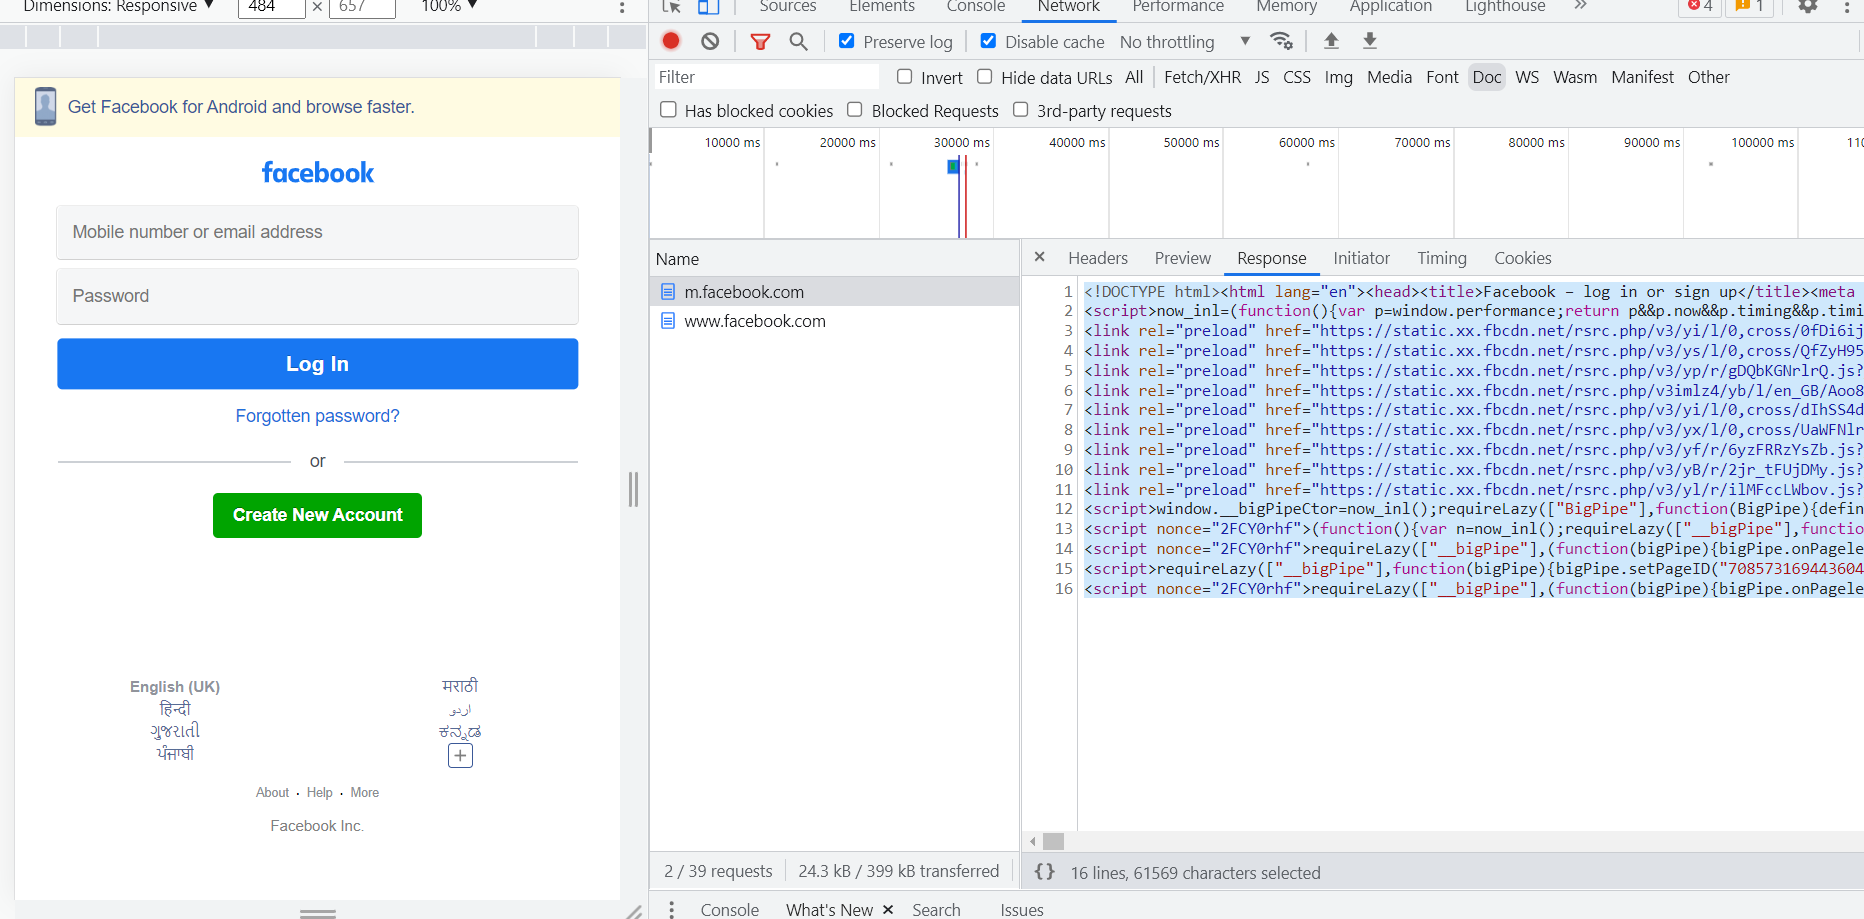 Dimensions: Responsive ▼ 484 × 657 100% ▼
Get Facebook for Android and browse faster.
facebook
Mobile number or email address
Password
Log In
Forgotten password?
or
Create New Account
English (UK)
हिन्दी
ગુજરાતી
ਪੰਜਾਬੀ
मराठी
اردو
ಕನ್ನಡ
About · Help · More
Facebook Inc.
Sources Elements Console Network Performance Memory Application Lighthouse » 4 1
Preserve log Disable cache No throttling ▼
Filter Invert Hide data URLs All Fetch/XHR JS CSS Img Media Font Doc WS Wasm Manifest Other
Has blocked cookies Blocked Requests 3rd-party requests
10000 ms 20000 ms 30000 ms 40000 ms 50000 ms 60000 ms 70000 ms 80000 ms 90000 ms 100000 ms 110
Name
m.facebook.com
www.facebook.com
2 / 39 requests 24.3 kB / 399 kB transferred
× Headers Preview Response Initiator Timing Cookies
1 <!DOCTYPE html><html lang="en"><head><title>Facebook – log in or sign up</title><meta
2 <script>now_inl=(function(){var p=window.performance;return p&&p.now&&p.timing&&p.timi
3 <link rel="preload" href="https://static.xx.fbcdn.net/rsrc.php/v3/yi/l/0,cross/0fDi6ij
4 <link rel="preload" href="https://static.xx.fbcdn.net/rsrc.php/v3/ys/l/0,cross/QfZyH95
5 <link rel="preload" href="https://static.xx.fbcdn.net/rsrc.php/v3/yp/r/gDQbKGNrlrQ.js?
6 <link rel="preload" href="https://static.xx.fbcdn.net/rsrc.php/v3imlz4/yb/l/en_GB/Aoo8
7 <link rel="preload" href="https://static.xx.fbcdn.net/rsrc.php/v3/yi/l/0,cross/dIhSS4d
8 <link rel="preload" href="https://static.xx.fbcdn.net/rsrc.php/v3/yx/l/0,cross/UaWFNlr
9 <link rel="preload" href="https://static.xx.fbcdn.net/rsrc.php/v3/yf/r/6yzFRRzYsZb.js?
10 <link rel="preload" href="https://static.xx.fbcdn.net/rsrc.php/v3/yB/r/2jr_tFUjDMy.js?
11 <link rel="preload" href="https://static.xx.fbcdn.net/rsrc.php/v3/yl/r/ilMFccLWbov.js?
12 <script>window.__bigPipeCtor=now_inl();requireLazy(["BigPipe"],function(BigPipe){defin
13 <script nonce="2FCY0rhf">(function(){var n=now_inl();requireLazy(["__bigPipe"],functio
14 <script nonce="2FCY0rhf">requireLazy(["__bigPipe"],(function(bigPipe){bigPipe.onPagele
15 <script>requireLazy(["__bigPipe"],function(bigPipe){bigPipe.setPageID("708573169443604
16 <script nonce="2FCY0rhf">requireLazy(["__bigPipe"],(function(bigPipe){bigPipe.onPagele
{} 16 lines, 61569 characters selected
Console What's New × Search Issues